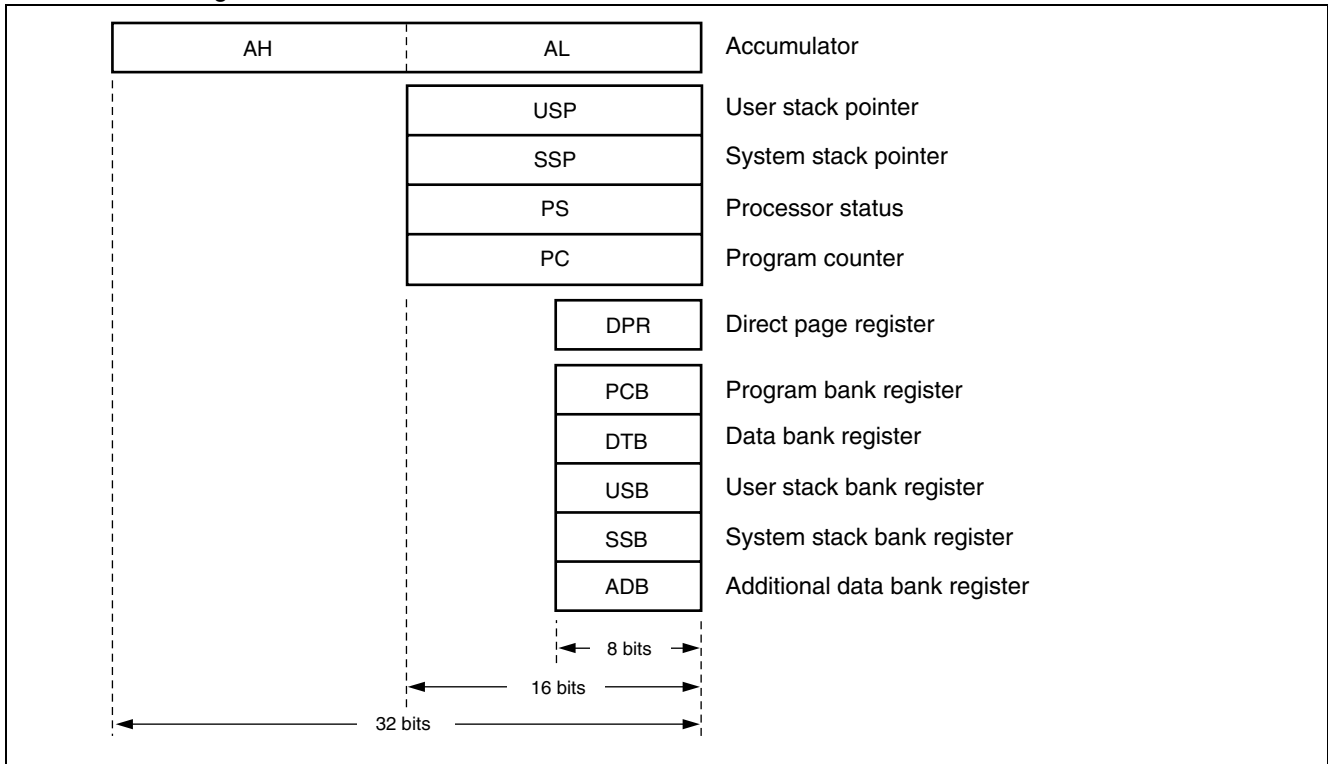 AH AL Accumulator
USP User stack pointer
SSP System stack pointer
PS Processor status
PC Program counter
DPR Direct page register
PCB Program bank register
DTB Data bank register
USB User stack bank register
SSB System stack bank register
ADB Additional data bank register
8 bits
16 bits
32 bits